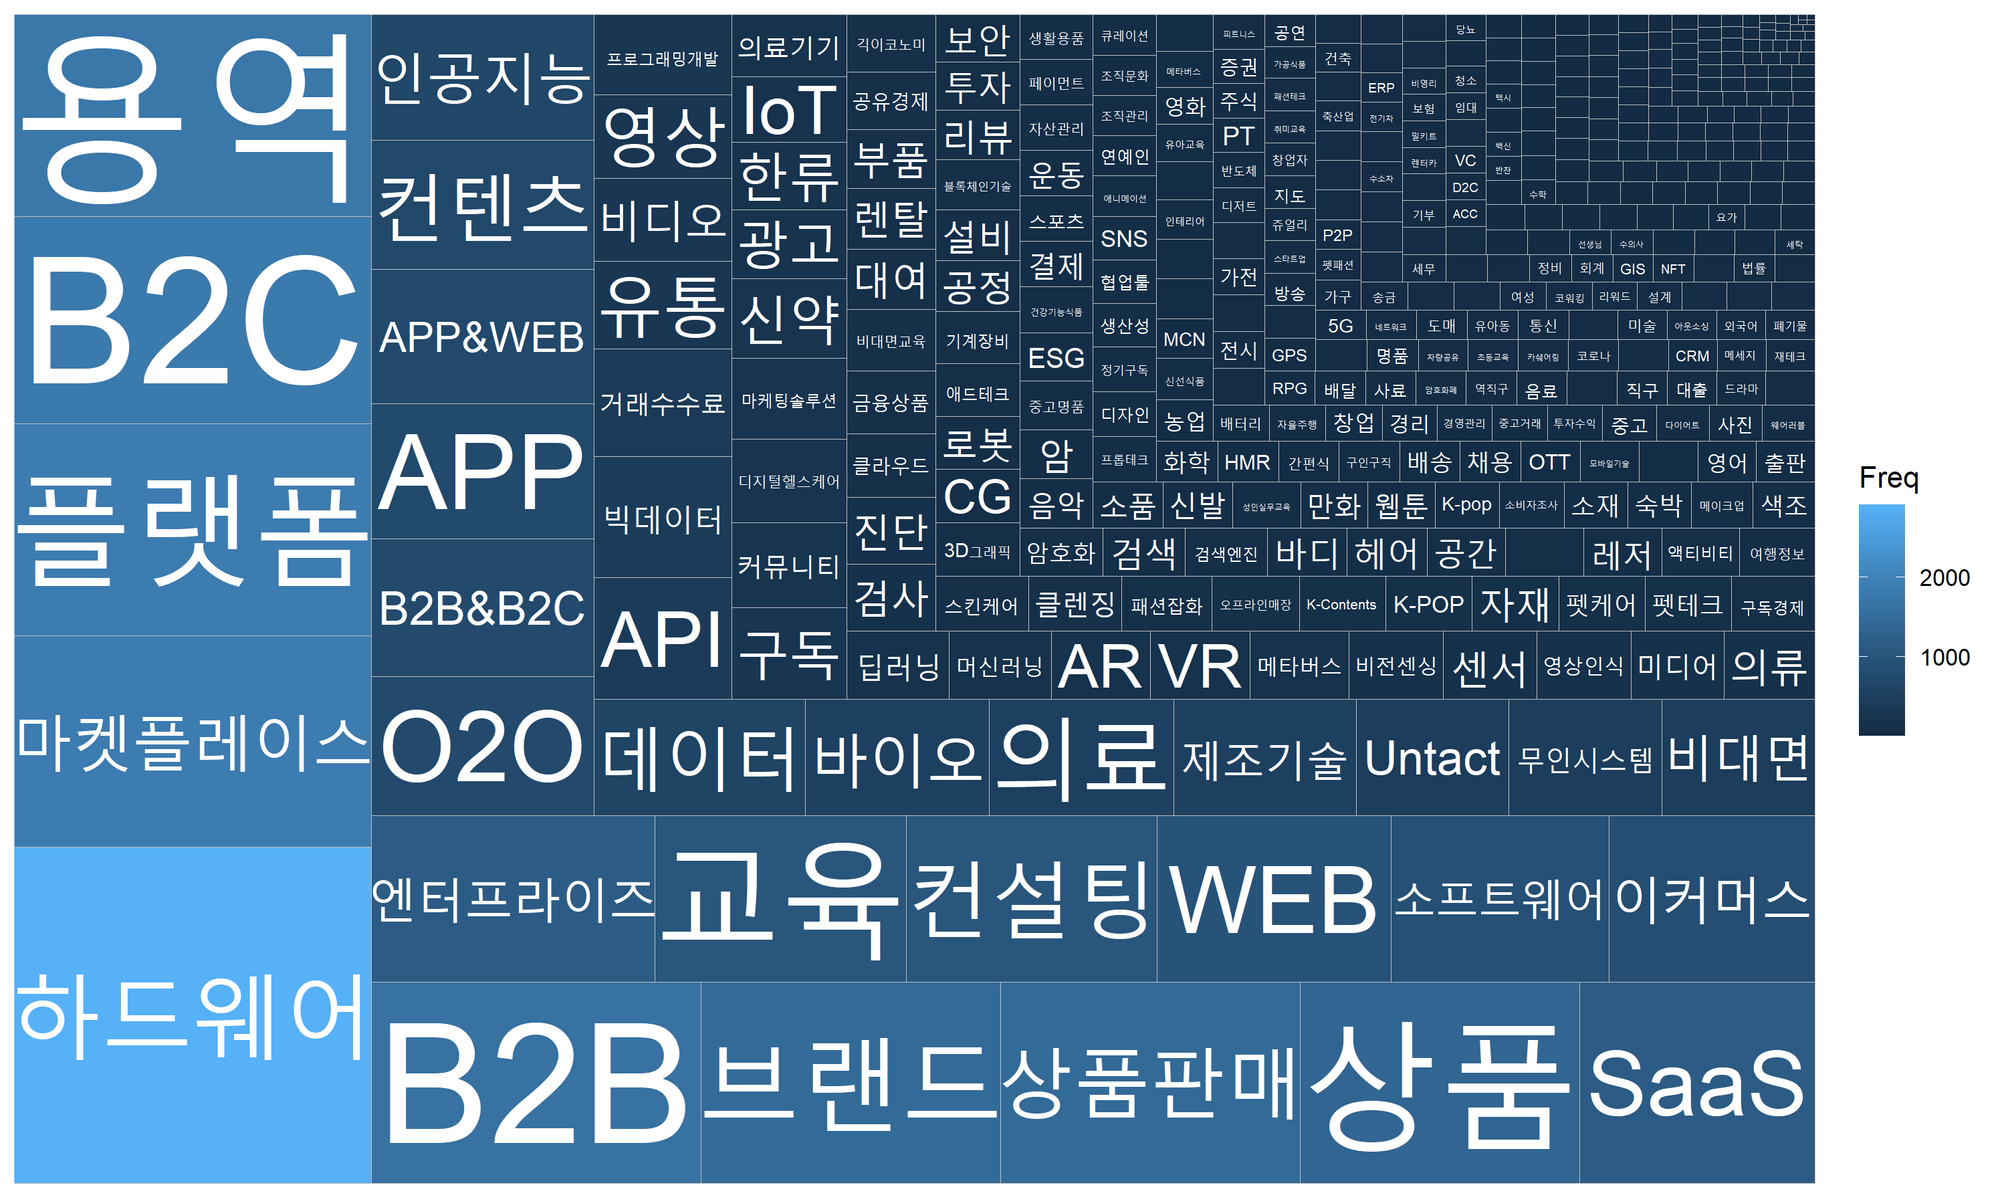 용역
B2C
플랫폼
마켓플레이스
하드웨어
인공지능
컨텐츠
APP&WEB
APP
B2B&B2C
O2O
엔터프라이즈
교육
컨설팅
WEB
소프트웨어
이커머스
B2B
브랜드
상품판매
상품
SaaS
프로그래밍개발
영상
비디오
유통
거래수수료
빅데이터
API
데이터
바이오
의료
제조기술
Untact
무인시스템
비대면
의료기기
IoT
한류
광고
신약
마케팅솔루션
디지털헬스케어
커뮤니티
구독
긱이코노미
공유경제
부품
렌탈
대여
비대면교육
금융상품
클라우드
진단
검사
딥러닝
머신러닝
AR
VR
메타버스
비전센싱
센서
영상인식
미디어
의류
보안
투자
리뷰
블록체인기술
설비
공정
기계장비
애드테크
로봇
CG
3D그래픽
스킨케어
클렌징
패션잡화
오프라인매장
K-Contents
K-POP
자재
펫케어
펫테크
구독경제
생활용품
페이먼트
자산관리
운동
스포츠
결제
건강기능식품
ESG
중고명품
암
음악
암호화
검색
검색엔진
바디
헤어
공간
레저
액티비티
여행정보
큐레이션
조직문화
조직관리
연예인
애니메이션
SNS
협업툴
생산성
정기구독
디자인
프롭테크
소품
신발
성인실무교육
만화
웹툰
K-pop
소비자조사
소재
숙박
메이크업
색조
메타버스
영화
유아교육
인테리어
MCN
신선식품
농업
화학
HMR
간편식
구인구직
배송
채용
OTT
모바일기술
영어
출판
피트니스
증권
주식
PT
반도체
디저트
가전
전시
배터리
자율주행
창업
경리
경영관리
중고거래
투자수익
중고
다이어트
사진
웨어러블
공연
가공식품
패션테크
취미교육
창업자
지도
쥬얼리
스타트업
방송
GPS
RPG
배달
사료
암호화폐
역직구
음료
직구
대출
드라마
건축
축산업
P2P
펫패션
가구
5G
네트워크
도매
유아동
통신
미술
아웃소싱
외국어
폐기물
명품
차량공유
초등교육
카쉐어링
코로나
CRM
메세지
재테크
ERP
전기차
수소차
송금
여성
코워킹
리워드
설계
비영리
보험
밀키트
렌터카
기부
세무
정비
회계
GIS
NFT
법률
당뇨
청소
임대
VC
D2C
ACC
택시
백신
반찬
수학
요가
선생님
수의사
세탁
Freq
2000
1000